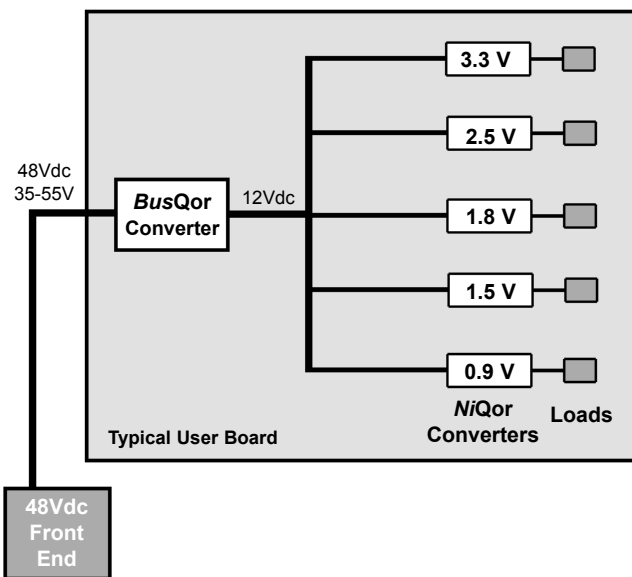 3.3 V
2.5 V
48Vdc
35-55V
BusQor
Converter
12Vdc
1.8 V
1.5 V
0.9 V
NiQor
Converters
Loads
Typical User Board
48Vdc
Front
End